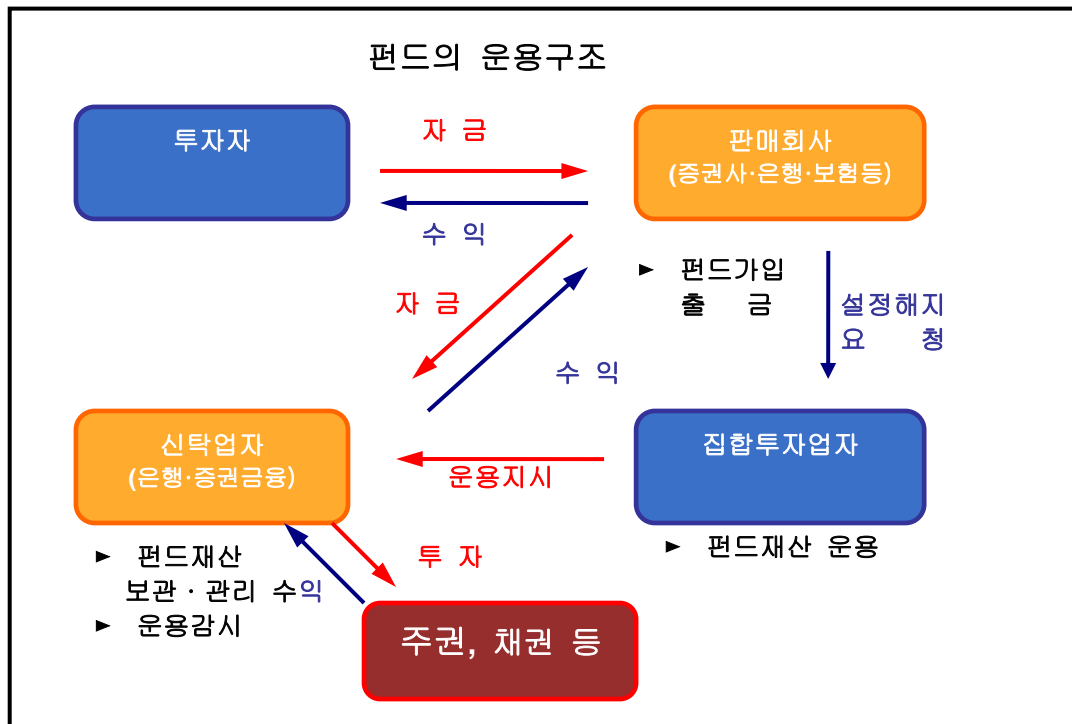 펀드의 운용구조
투자자
자 금
판매회사
(증권사·은행·보험등)
수 익
► 펀드가입
출 금
자 금
설정해지
요 청
수 익
신탁업자
(은행·증권금융)
집합투자업자
운용지시
► 펀드재산 운용
► 펀드재산
보관·관리 수익
► 운용감시
투 자
주권, 채권 등